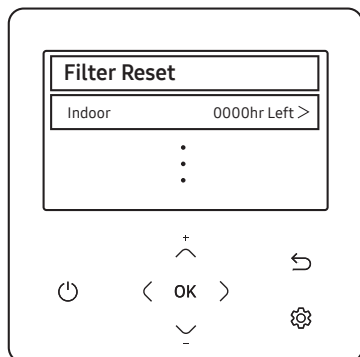 Filter Reset
Indoor 0000hr Left >
+
OK
-